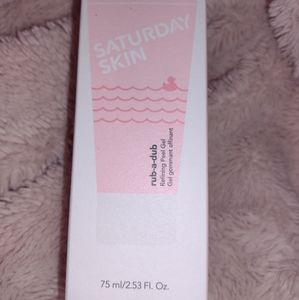 SATURDAY
SKIN
rub-a-dub
Refining Peel Gel
Gel gommant affinant
75 ml/2.53 Fl. Oz.